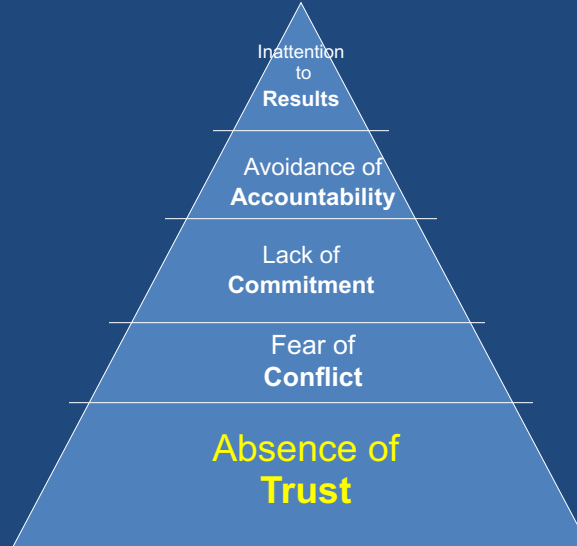 Inattention
to
Results
Avoidance of
Accountability
Lack of
Commitment
Fear of
Conflict
Absence of
Trust